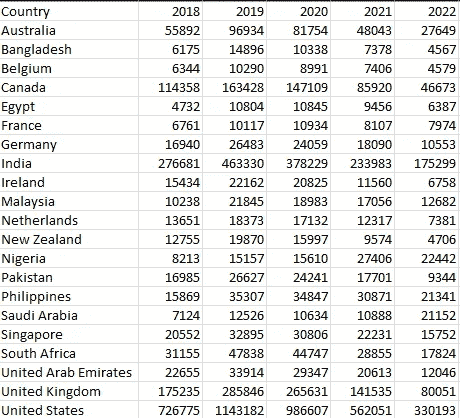 Country 2018 2019 2020 2021 2022
Australia 55892 96934 81754 48043 27649
Bangladesh 6175 14896 10338 7378 4567
Belgium 6344 10290 8991 7406 4579
Canada 114358 163428 147109 85920 46673
Egypt 4732 10804 10845 9456 6387
France 6761 10117 10934 8107 7974
Germany 16940 26483 24059 18090 10553
India 276681 463330 378229 233983 175299
Ireland 15434 22162 20825 11560 6758
Malaysia 10238 21845 18983 17056 12682
Netherlands 13651 18373 17132 12317 7381
New Zealand 12755 19870 15997 9574 4706
Nigeria 8213 15157 15610 27406 22442
Pakistan 16985 26627 24241 17701 9344
Philippines 15869 35307 34847 30871 21341
Saudi Arabia 7124 12526 10634 10888 21152
Singapore 20552 32895 30806 22231 15752
South Africa 31155 47838 44747 28855 17824
United Arab Emirates 22655 33914 29347 20613 12046
United Kingdom 175235 285846 265631 141535 80051
United States 726775 1143182 986607 562051 330193